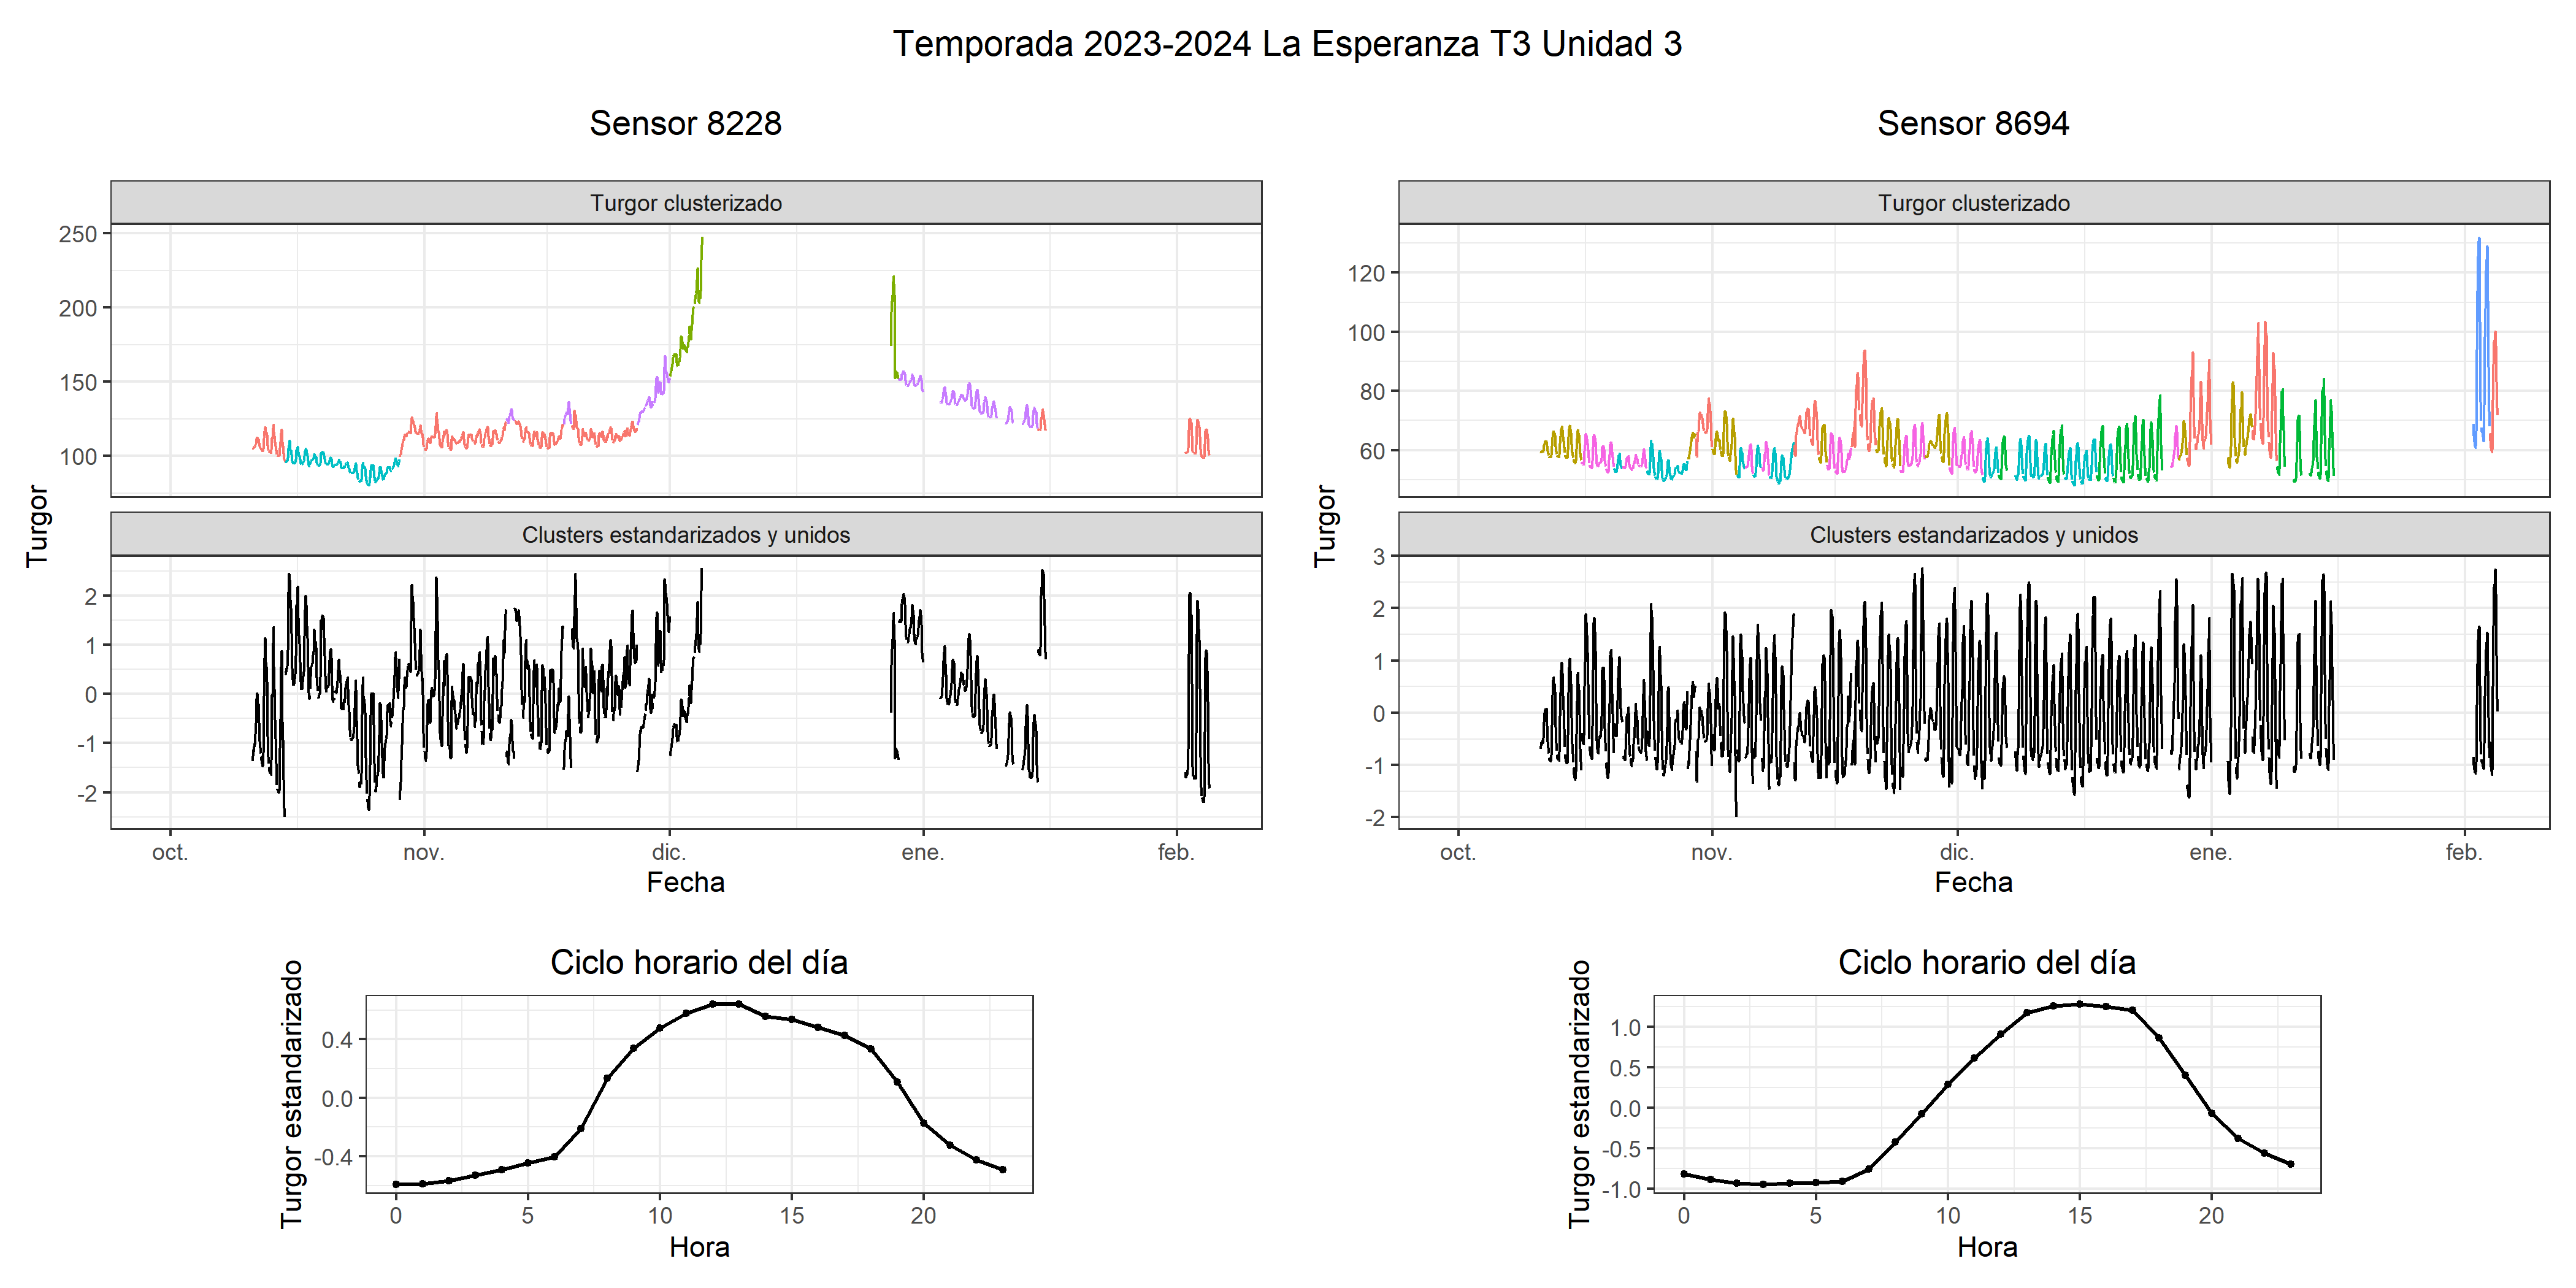 Temporada 2023-2024 La Esperanza T3 Unidad 3
Sensor 8228
Turgor clusterizado
250
200
150
100
Turgor
Clusters estandarizados y unidos
2
1
0
-1
-2
oct.
nov.
dic.
ene.
feb.
Fecha
Ciclo horario del día
Turgor estandarizado
0.4
0.0
-0.4
0
5
10
15
20
Hora
Sensor 8694
Turgor clusterizado
120
100
80
60
Turgor
Clusters estandarizados y unidos
3
2
1
0
-1
-2
oct.
nov.
dic.
ene.
feb.
Fecha
Ciclo horario del día
Turgor estandarizado
1.0
0.5
0.0
-0.5
-1.0
0
5
10
15
20
Hora